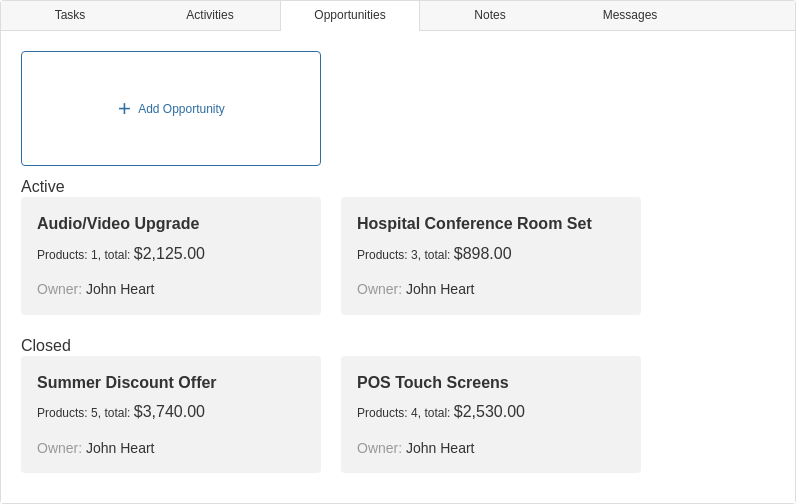 Tasks Activities Opportunities Notes Messages
Add Opportunity
Active
Audio/Video Upgrade
Products: 1, total: $2,125.00
Owner: John Heart
Hospital Conference Room Set
Products: 3, total: $898.00
Owner: John Heart
Closed
Summer Discount Offer
Products: 5, total: $3,740.00
Owner: John Heart
POS Touch Screens
Products: 4, total: $2,530.00
Owner: John Heart